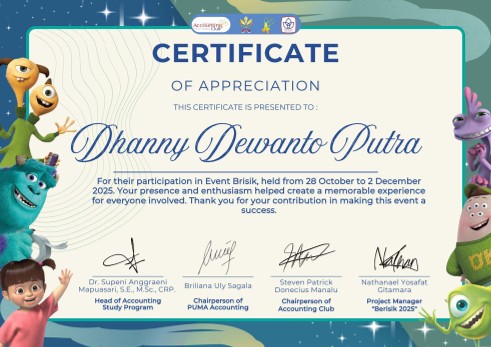 Accounting
Club
CERTIFICATE
OF APPRECIATION
THIS CERTIFICATE IS PRESENTED TO :
Dhanny Dewanto Putra
For their participation in Event Brisik, held from 28 October to 2 December
2025. Your presence and enthusiasm helped create a memorable experience
for everyone involved. Thank you for your contribution in making this event a
success.
Nathan
Dr. Supeni Anggraeni
Mapuasari, S.E., M.Sc., CRP.
Head of Accounting
Study Program
Briliana Uly Sagala
Chairperson of
PUMA Accounting
Steven Patrick
Donecius Manalu
Chairperson of
Accounting Club
Nathanael Yosafat
Gitamara
Project Manager
"Berisik 2025"